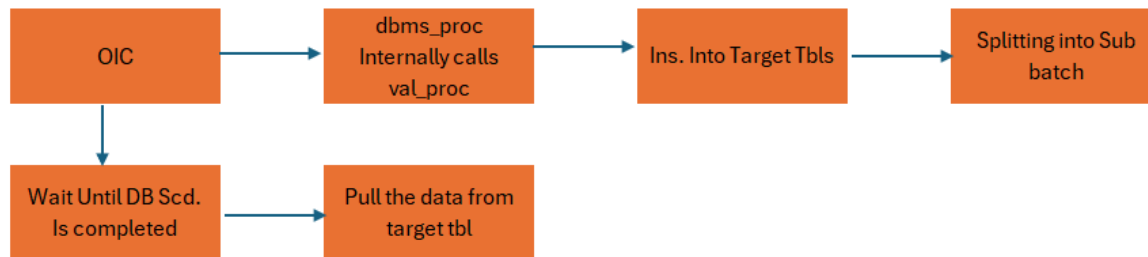 OIC
dbms_proc
Internally calls
val_proc
Ins. Into Target Tbls
Splitting into Sub
batch
Wait Until DB Scd.
Is completed
Pull the data from
target tbl